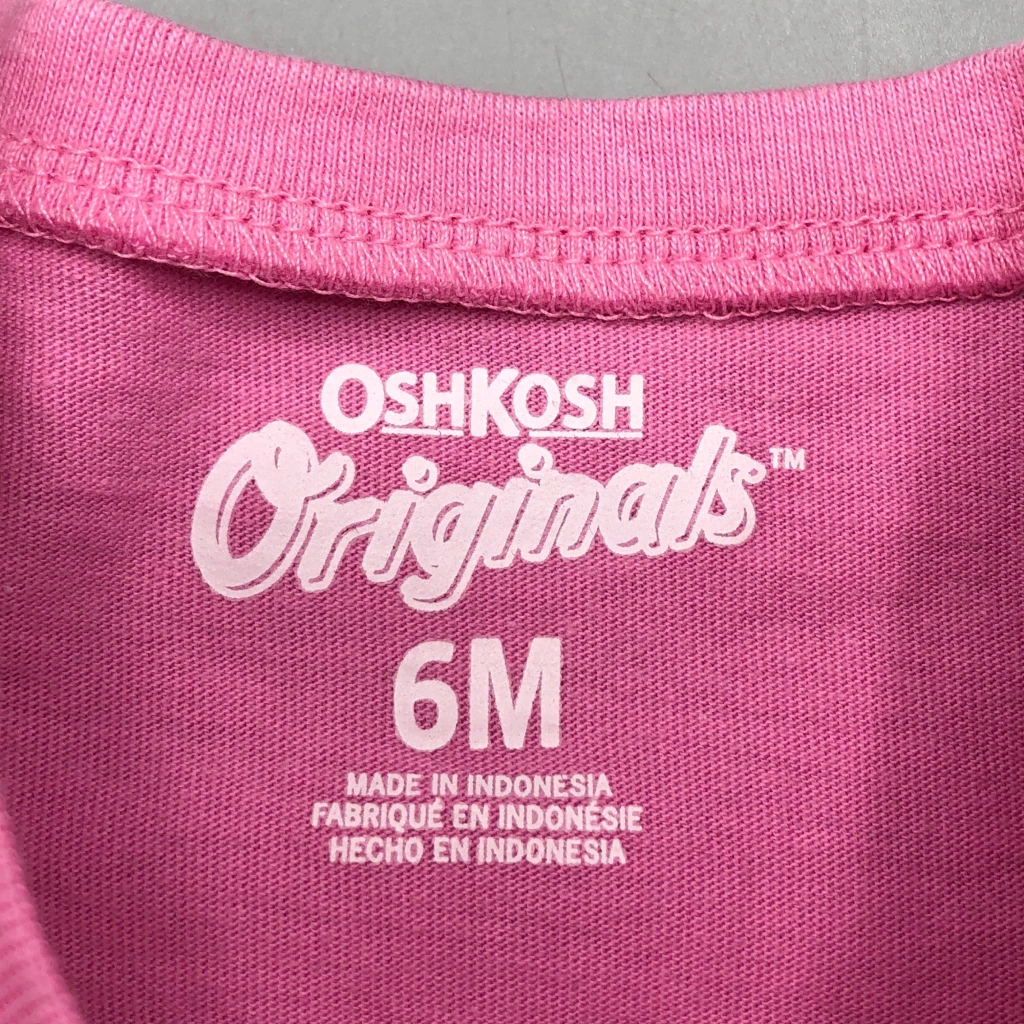 OSHKOSH
Originals™
6M
MADE IN INDONESIA
FABRIQUÉ EN INDONÉSIE
HECHO EN INDONESIA